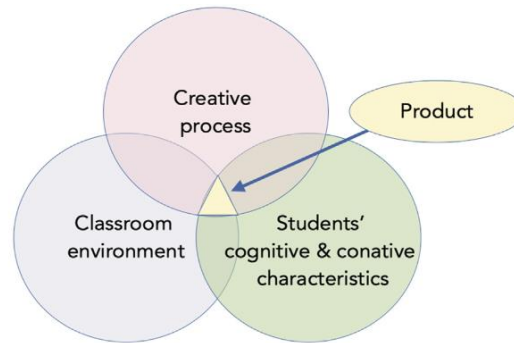 Creative
process
Product
Classroom
environment
Students’
cognitive & conative
characteristics